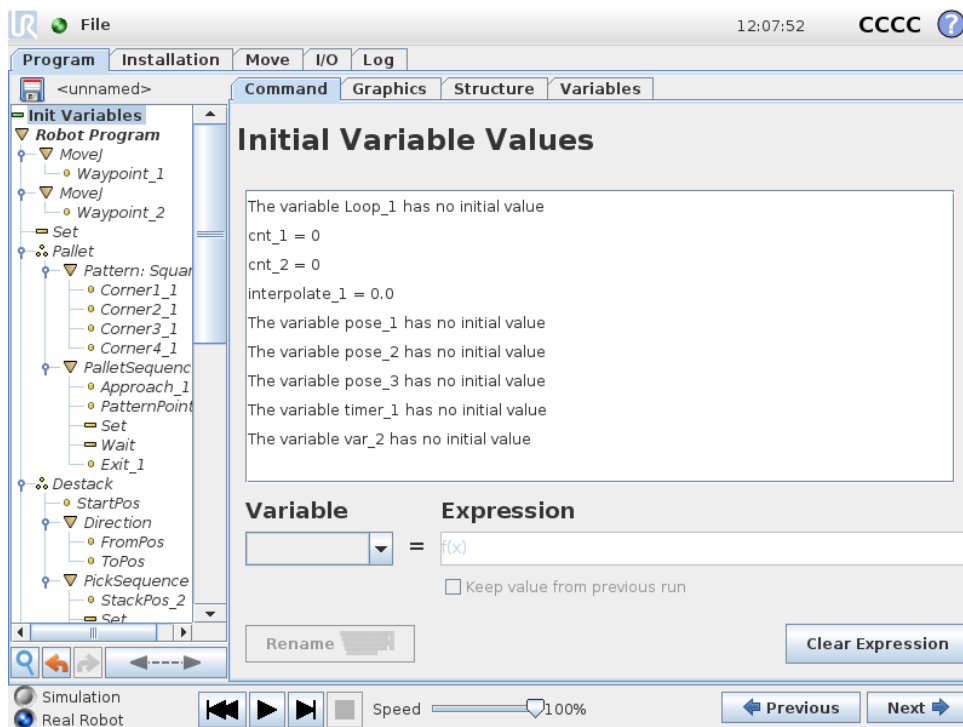 UR File 12:07:52 CCCC ?
Program Installation Move I/O Log
<unnamed>
Command Graphics Structure Variables
Init Variables
Robot Program
MoveJ
Waypoint_1
MoveJ
Waypoint_2
Set
Pallet
Pattern: Squar
Corner1_1
Corner2_1
Corner3_1
Corner4_1
PalletSequenc
Approach_1
PatternPoint
Set
Wait
Exit_1
Destack
StartPos
Direction
FromPos
ToPos
PickSequence
StackPos_2
Set
Initial Variable Values
The variable Loop_1 has no initial value
cnt_1 = 0
cnt_2 = 0
interpolate_1 = 0.0
The variable pose_1 has no initial value
The variable pose_2 has no initial value
The variable pose_3 has no initial value
The variable timer_1 has no initial value
The variable var_2 has no initial value
Variable Expression
= f(x)
Keep value from previous run
Rename Clear Expression
Simulation
Real Robot
Speed 100% Previous Next